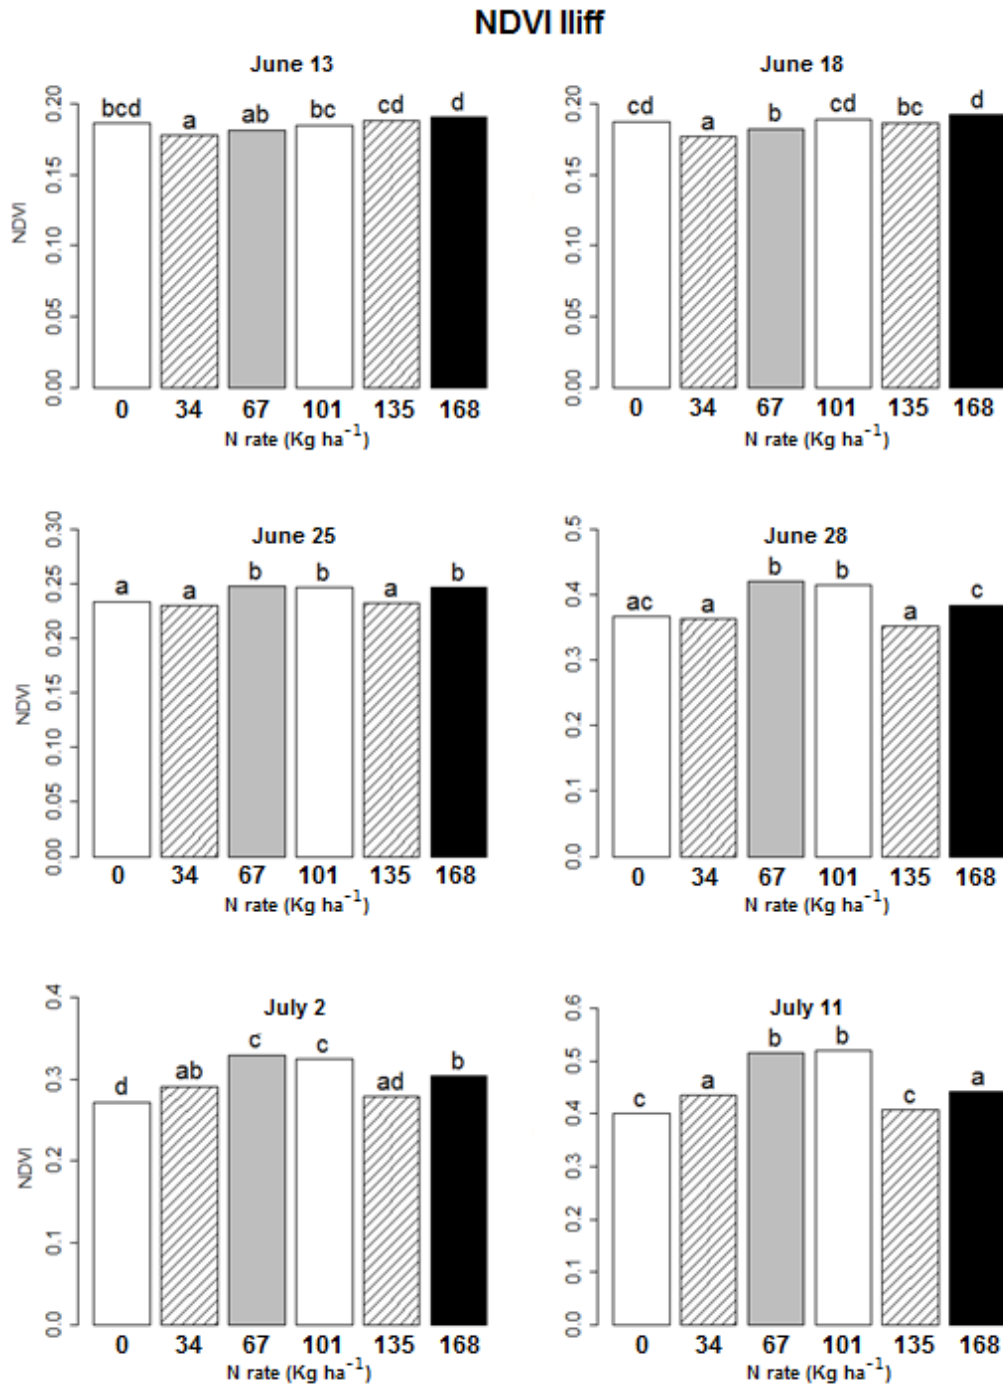 NDVI Iliff
June 13
NDVI
0.00 0.05 0.10 0.15 0.20
bcd a ab bc cd d
0 34 67 101 135 168
N rate (Kg ha⁻¹)
June 18
0.00 0.05 0.10 0.15 0.20
cd a b cd bc d
0 34 67 101 135 168
N rate (Kg ha⁻¹)
June 25
NDVI
0.00 0.05 0.10 0.15 0.20 0.25 0.30
a a b b a b
0 34 67 101 135 168
N rate (Kg ha⁻¹)
June 28
0.0 0.1 0.2 0.3 0.4 0.5
ac a b b a c
0 34 67 101 135 168
N rate (Kg ha⁻¹)
July 2
NDVI
0.0 0.1 0.2 0.3 0.4
d ab c c ad b
0 34 67 101 135 168
N rate (Kg ha⁻¹)
July 11
0.0 0.1 0.2 0.3 0.4 0.5 0.6
c a b b c a
0 34 67 101 135 168
N rate (Kg ha⁻¹)